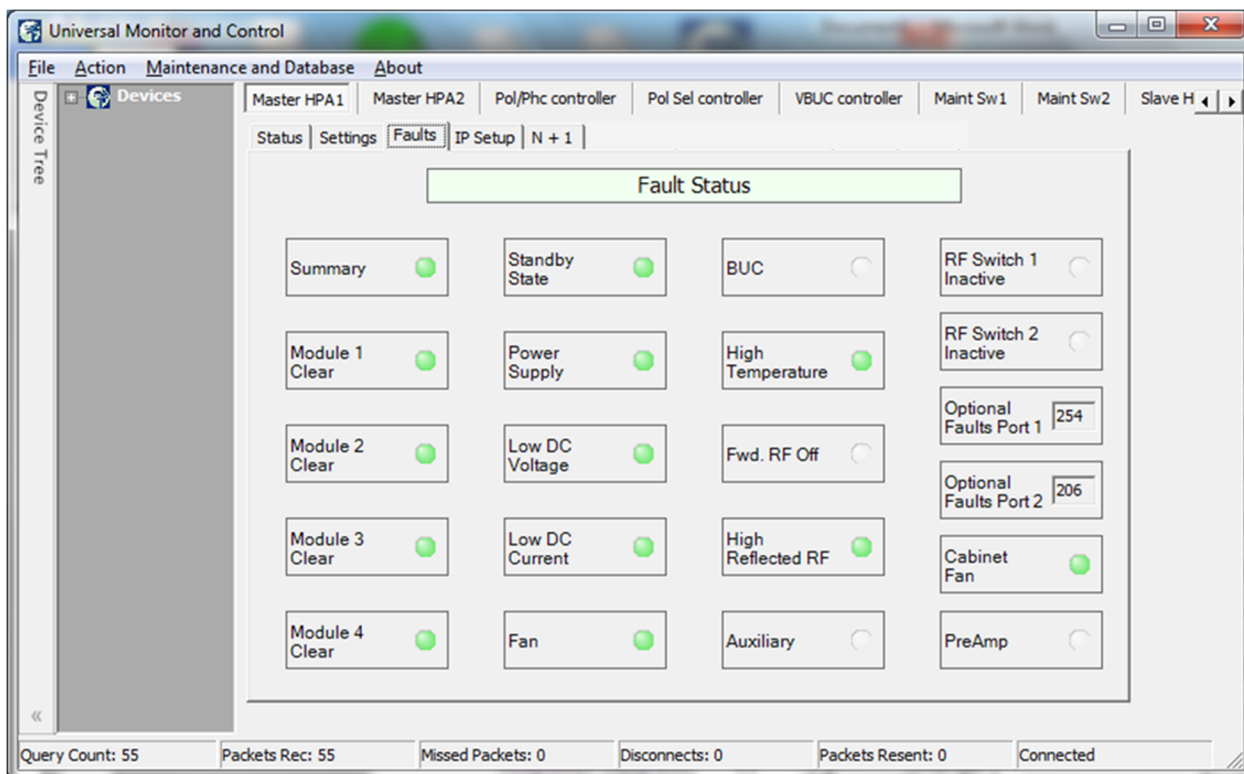 Universal Monitor and Control
File Action Maintenance and Database About
Device Tree
Devices
Master HPA1 Master HPA2 Pol/Phc controller Pol Sel controller VBUC controller Maint Sw1 Maint Sw2 Slave H
Status Settings Faults IP Setup N + 1
Fault Status
Summary
Module 1
Clear
Module 2
Clear
Module 3
Clear
Module 4
Clear
Standby
State
Power
Supply
Low DC
Voltage
Low DC
Current
Fan
BUC
High
Temperature
Fwd. RF Off
High
Reflected RF
Auxiliary
RF Switch 1
Inactive
RF Switch 2
Inactive
Optional
Faults Port 1 254
Optional
Faults Port 2 206
Cabinet
Fan
PreAmp
Query Count: 55 Packets Rec: 55 Missed Packets: 0 Disconnects: 0 Packets Resent: 0 Connected